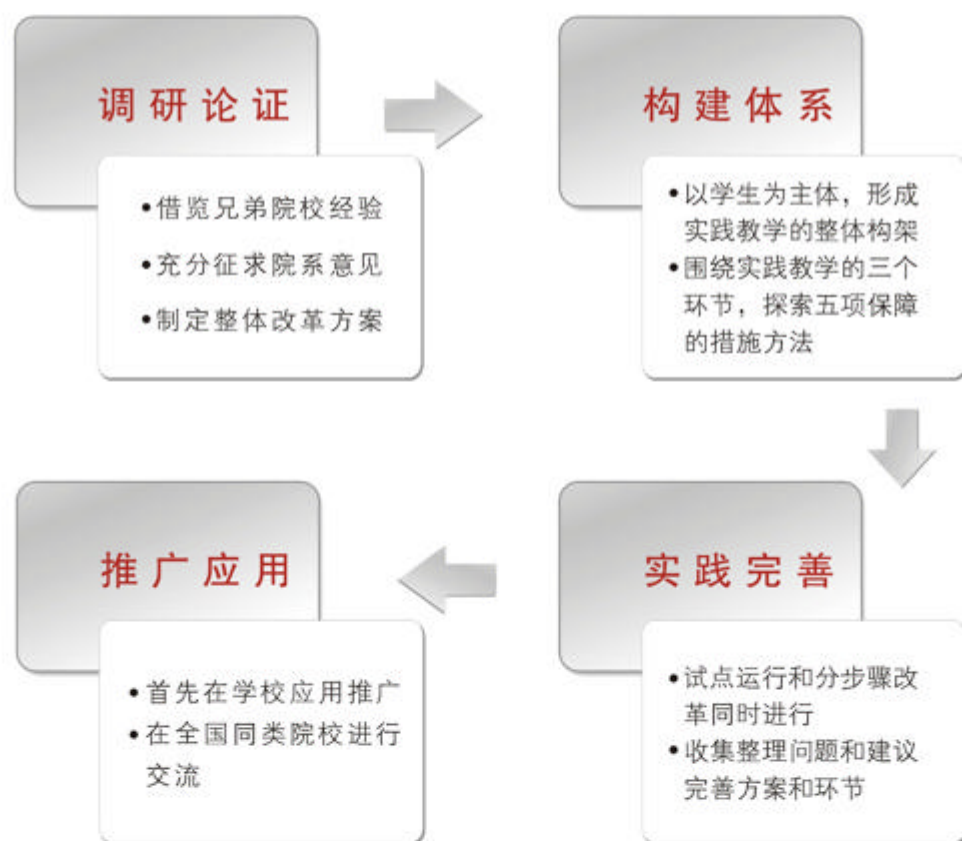 调研论证
• 借览兄弟院校经验
• 充分征求院系意见
• 制定整体改革方案
构建体系
• 以学生为主体，形成
实践教学的整体构架
• 围绕实践教学的三个
环节，探索五项保障
的措施方法
实践完善
• 试点运行和分步骤改
革同时进行
• 收集整理问题和建议
完善方案和环节
推广应用
• 首先在学校应用推广
• 在全国同类院校进行
交流